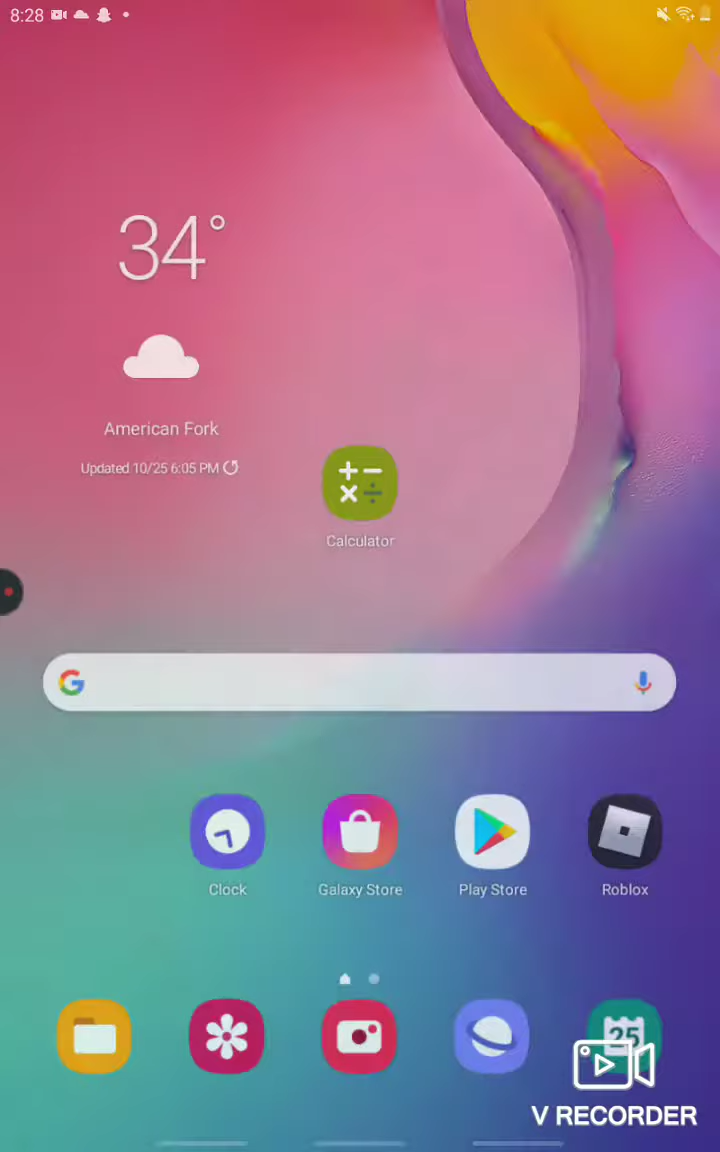 8:28
34°
American Fork
Updated 10/25 6:05 PM
Calculator
Clock
Galaxy Store
Play Store
Roblox
25
V RECORDER